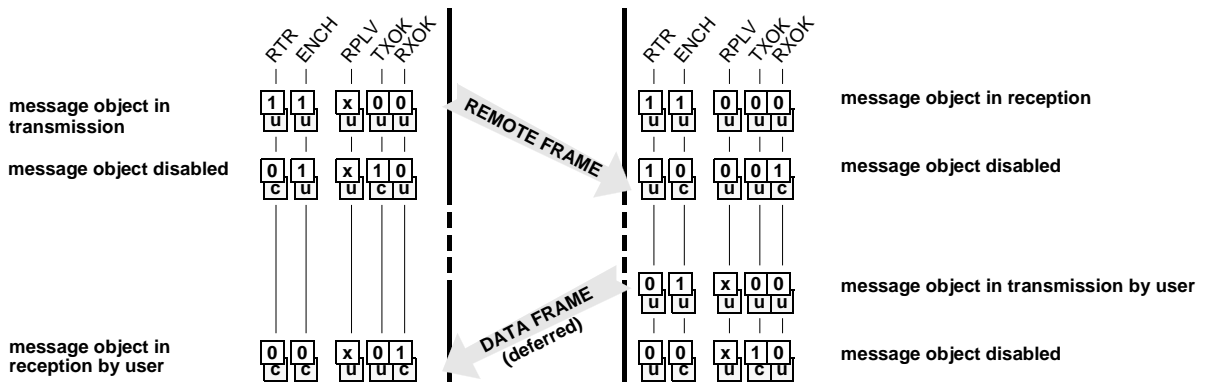 RTR ENCH RPLV TXOK RXOK
RTR ENCH RPLV TXOK RXOK
message object in
transmission
1 1 x 0 0
u u u u u
REMOTE FRAME
1 1 0 0 0
u u u u u
message object in reception
message object disabled
0 1 x 1 0
c u u c u
1 0 0 0 1
u c u u c
message object disabled
0 1 x 0 0
u u u u u
message object in transmission by user
DATA FRAME
(deferred)
message object in
reception by user
0 0 x 0 1
c c u u c
0 0 x 1 0
u c u c u
message object disabled